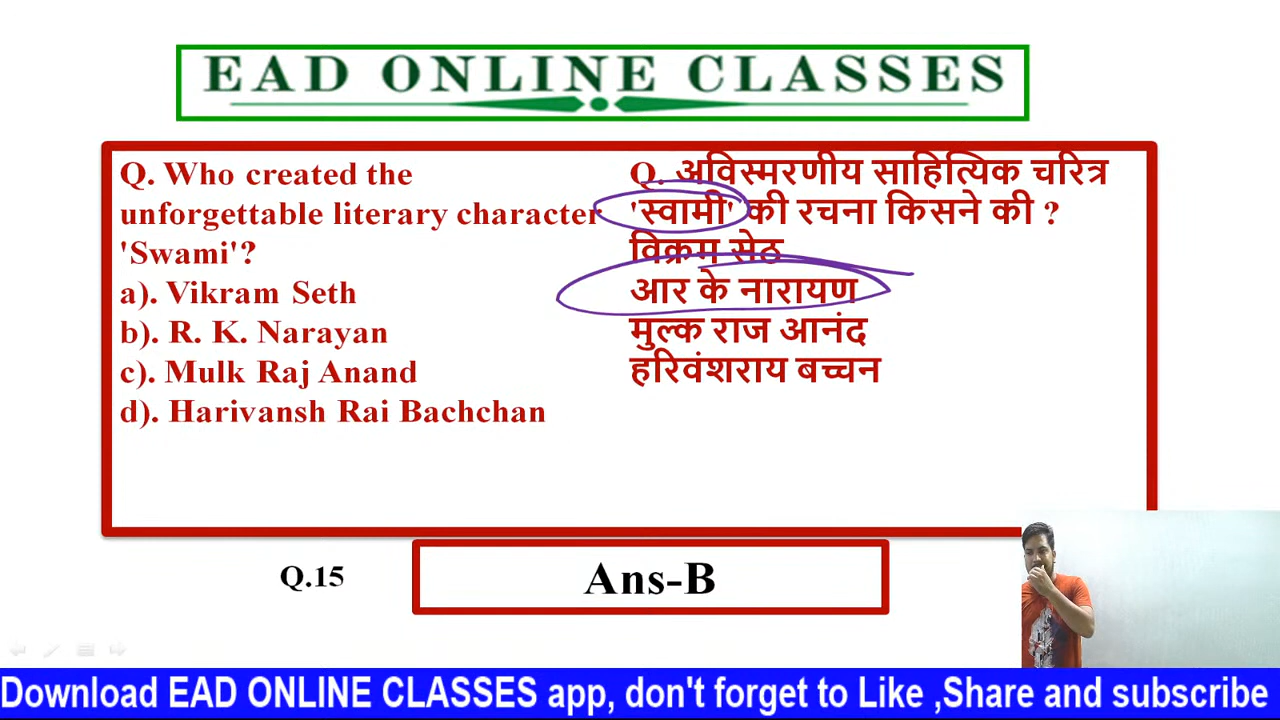 EAD ONLINE CLASSES
Q. Who created the
unforgettable literary character
'Swami'?
a). Vikram Seth
b). R. K. Narayan
c). Mulk Raj Anand
d). Harivansh Rai Bachchan
Q. अविस्मरणीय साहित्यिक चरित्र
'स्वामी' की रचना किसने की ?
विक्रम सेठ
आर के नारायण
मुल्क राज आनंद
हरिवंशराय बच्चन
Q.15
Ans-B
Download EAD ONLINE CLASSES app, don't forget to Like ,Share and subscribe